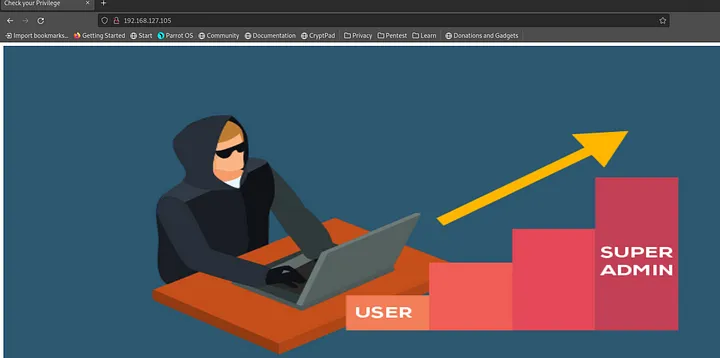 Check your Privilege
192.168.127.105
Import bookmarks... Getting Started Start Parrot OS Community Documentation CryptPad Privacy Pentest Learn Donations and Gadgets
SUPER
ADMIN
USER